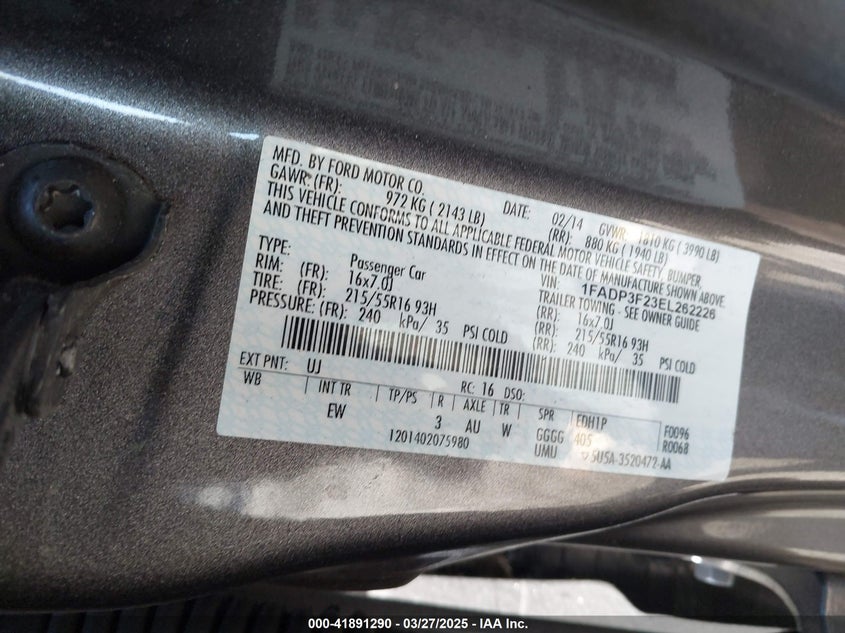 MFD. BY FORD MOTOR CO. DATE: 02/14 GVWR: 1810 KG ( 3990 LB)
GAWR: (FR): 972 KG ( 2143 LB) (RR): 880 KG ( 1940 LB)
THIS VEHICLE CONFORMS TO ALL APPLICABLE FEDERAL MOTOR VEHICLE SAFETY, BUMPER,
AND THEFT PREVENTION STANDARDS IN EFFECT ON THE DATE OF MANUFACTURE SHOWN ABOVE.
VIN: 1FADP3F23EL262226
TYPE: Passenger Car TRAILER TOWING - SEE OWNER GUIDE
RIM: (FR): 16x7.0J (RR): 16x7.0J
TIRE: (FR): 215/55R16 93H (RR): 215/55R16 93H
PRESSURE: (FR): 240 kPa/ 35 PSI COLD (RR): 240 kPa/ 35 PSI COLD
EXT PNT: UJ RC: 16 DSO:
WB INT TR TP/PS R AXLE TR SPR EDH1P F0096
EW 3 AU W GGGG 405 R0068
1201402075980 UMU 5U5A-3520472-AA
000-41891290 — 03/27/2025 — IAA Inc.